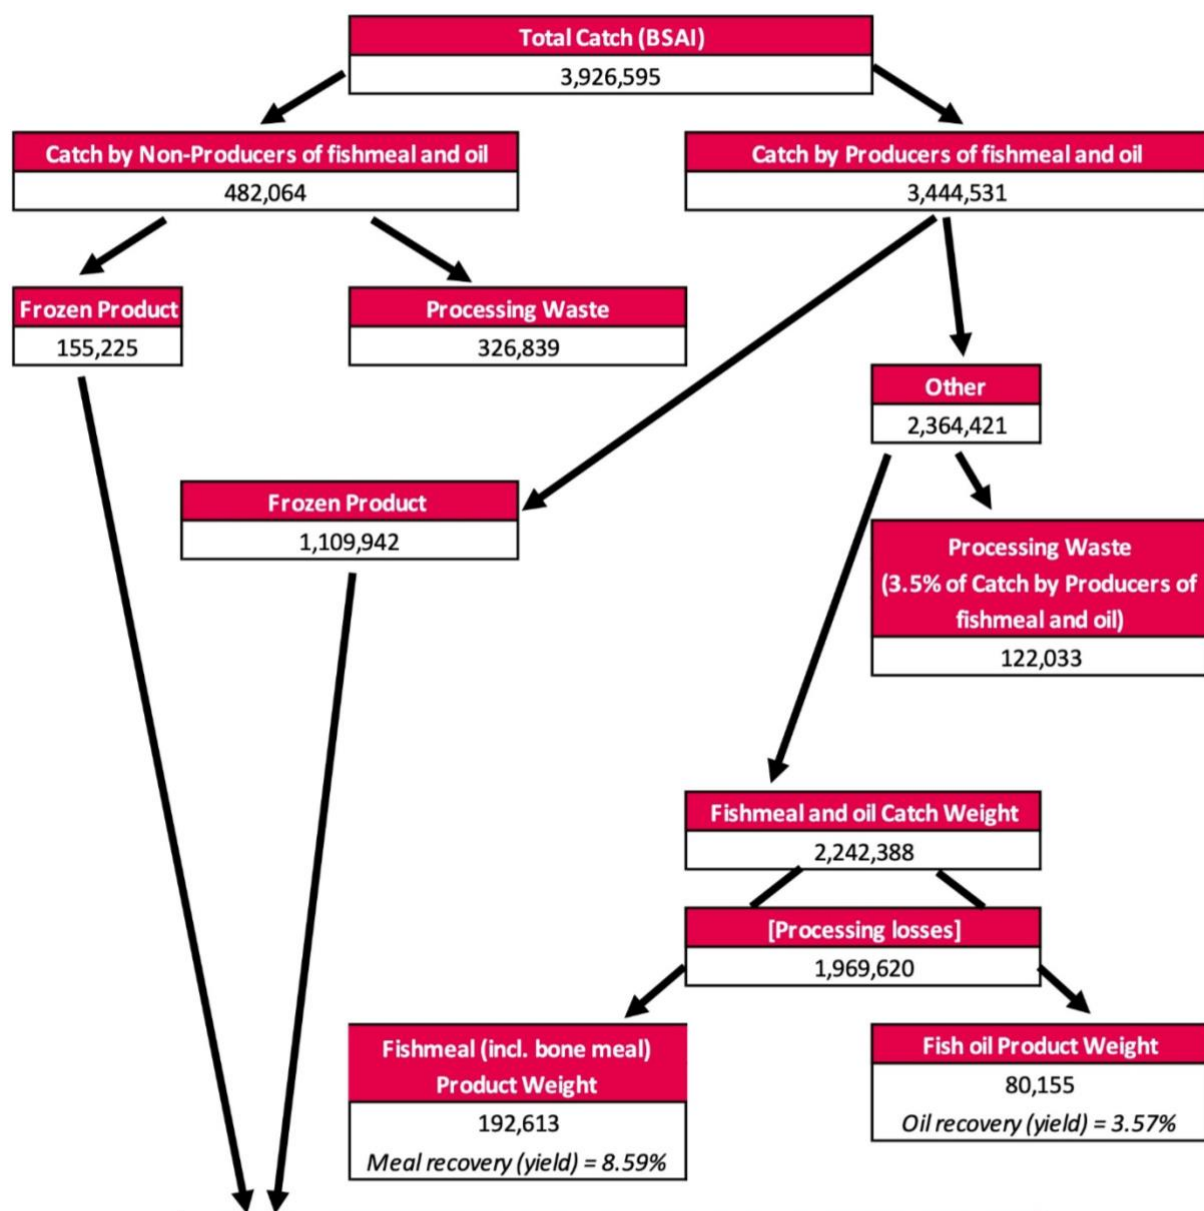 Total Catch (BSAI)
3,926,595
Catch by Non-Producers of fishmeal and oil
482,064
Catch by Producers of fishmeal and oil
3,444,531
Frozen Product
155,225
Processing Waste
326,839
Other
2,364,421
Frozen Product
1,109,942
Processing Waste
(3.5% of Catch by Producers of
fishmeal and oil)
122,033
Fishmeal and oil Catch Weight
2,242,388
[Processing losses]
1,969,620
Fishmeal (incl. bone meal)
Product Weight
192,613
Meal recovery (yield) = 8.59%
Fish oil Product Weight
80,155
Oil recovery (yield) = 3.57%